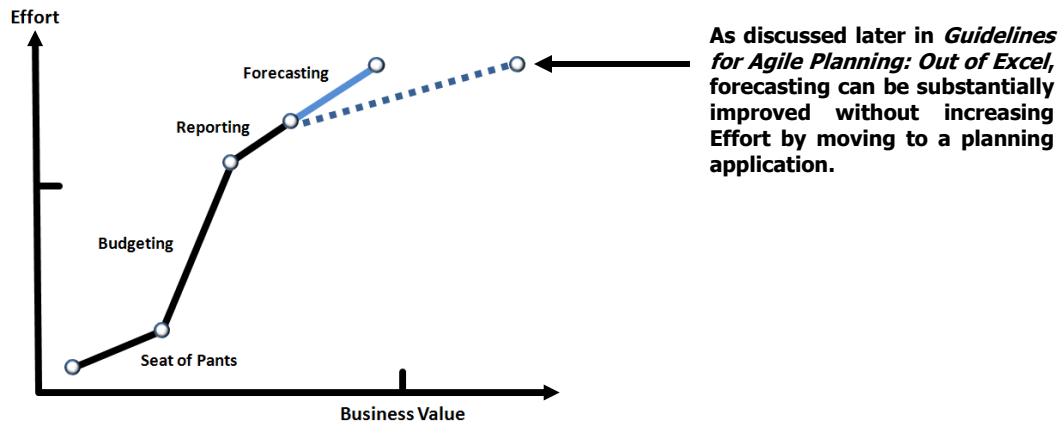 Effort
Forecasting
Reporting
Budgeting
Seat of Pants
Business Value
As discussed later in Guidelines
for Agile Planning: Out of Excel,
forecasting can be substantially
improved without increasing
Effort by moving to a planning
application.